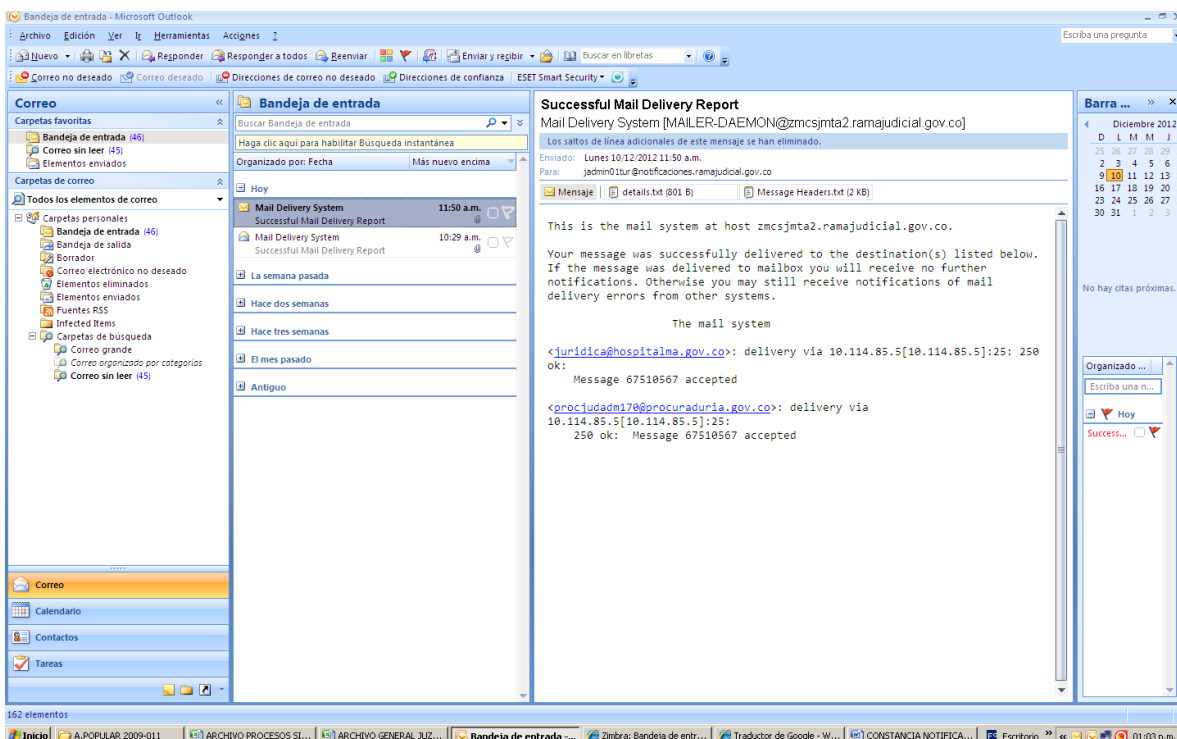 Bandeja de entrada - Microsoft Outlook
Archivo Edición Ver Ir Herramientas Acciones ?
Escriba una pregunta
Nuevo Responder Responder a todos Reenviar Enviar y recibir Buscar en libretas
Correo no deseado Correo deseado Direcciones de correo no deseado Direcciones de confianza ESET Smart Security
Correo
Carpetas favoritas
Bandeja de entrada (46)
Correo sin leer (45)
Elementos enviados
Carpetas de correo
Todos los elementos de correo
Carpetas personales
Bandeja de entrada (46)
Bandeja de salida
Borrador
Correo electrónico no deseado
Elementos eliminados
Elementos enviados
Fuentes RSS
Infected Items
Carpetas de búsqueda
Correo grande
Correo organizado por categorías
Correo sin leer (45)
Correo
Calendario
Contactos
Tareas
Bandeja de entrada
Buscar Bandeja de entrada
Haga clic aquí para habilitar Búsqueda instantánea
Organizado por: Fecha Más nuevo encima
Hoy
Mail Delivery System 11:50 a.m.
Successful Mail Delivery Report
Mail Delivery System 10:29 a.m.
Successful Mail Delivery Report
La semana pasada
Hace dos semanas
Hace tres semanas
El mes pasado
Antiguo
Successful Mail Delivery Report
Mail Delivery System [MAILER-DAEMON@zmcsjmta2.ramajudicial.gov.co]
Los saltos de línea adicionales de este mensaje se han eliminado.
Enviado: Lunes 10/12/2012 11:50 a.m.
Para: jadmin01tur@notificaciones.ramajudicial.gov.co
Mensaje details.txt (801 B) Message Headers.txt (2 KB)
This is the mail system at host zmcsjmta2.ramajudicial.gov.co.
Your message was successfully delivered to the destination(s) listed below.
If the message was delivered to mailbox you will receive no further
notifications. Otherwise you may still receive notifications of mail
delivery errors from other systems.
The mail system
<juridica@hospitalma.gov.co>: delivery via 10.114.85.5[10.114.85.5]:25: 250
ok:
Message 67510567 accepted
<procjudadm170@procuraduria.gov.co>: delivery via
10.114.85.5[10.114.85.5]:25:
250 ok: Message 67510567 accepted
Barra ...
Diciembre 2012
D L M M J
25 26 27 28 29
2 3 4 5 6
9 10 11 12 13
16 17 18 19 20
23 24 25 26 27
30 31 1 2 3
No hay citas próximas.
Organizado ...
Escriba una n...
Hoy
Success...
162 elementos
Inicio A.POPULAR 2009-011 ARCHIVO PROCESOS SI... ARCHIVO GENERAL JUZ... Bandeja de entrada -... Zimbra: Bandeja de entr... Traductor de Google - W... CONSTANCIA NOTIFICA... ES Escritorio 01:03 p.m.